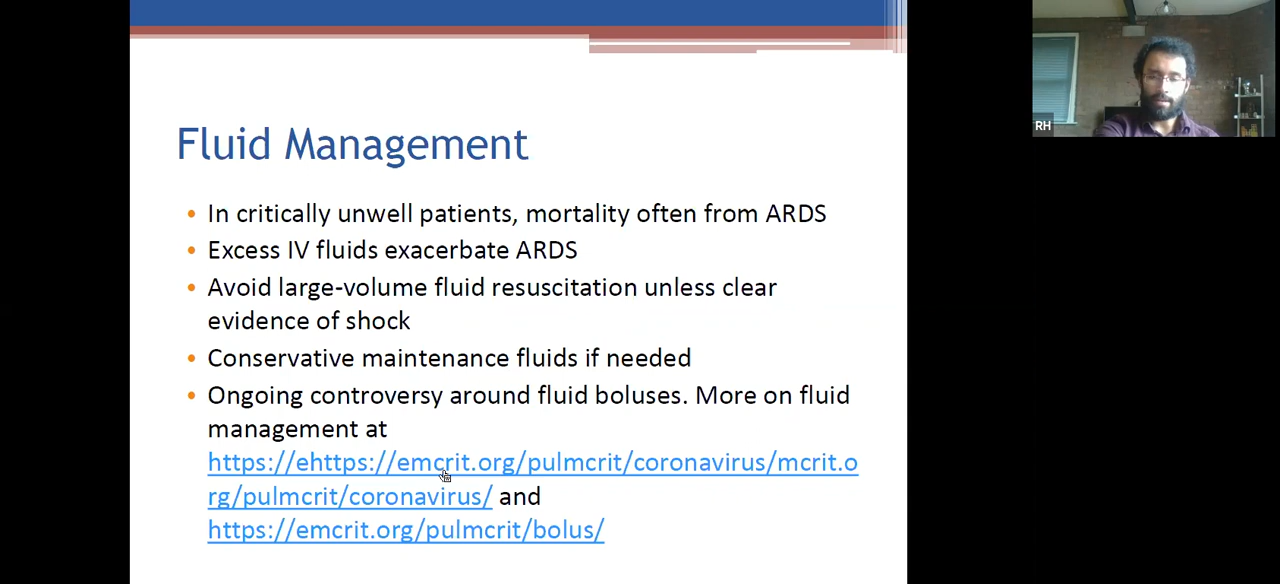 Fluid Management
• In critically unwell patients, mortality often from ARDS
• Excess IV fluids exacerbate ARDS
• Avoid large-volume fluid resuscitation unless clear
evidence of shock
• Conservative maintenance fluids if needed
• Ongoing controversy around fluid boluses. More on fluid
management at
https://ehttps://emcrit.org/pulmcrit/coronavirus/mcrit.o
rg/pulmcrit/coronavirus/ and
https://emcrit.org/pulmcrit/bolus/
RH